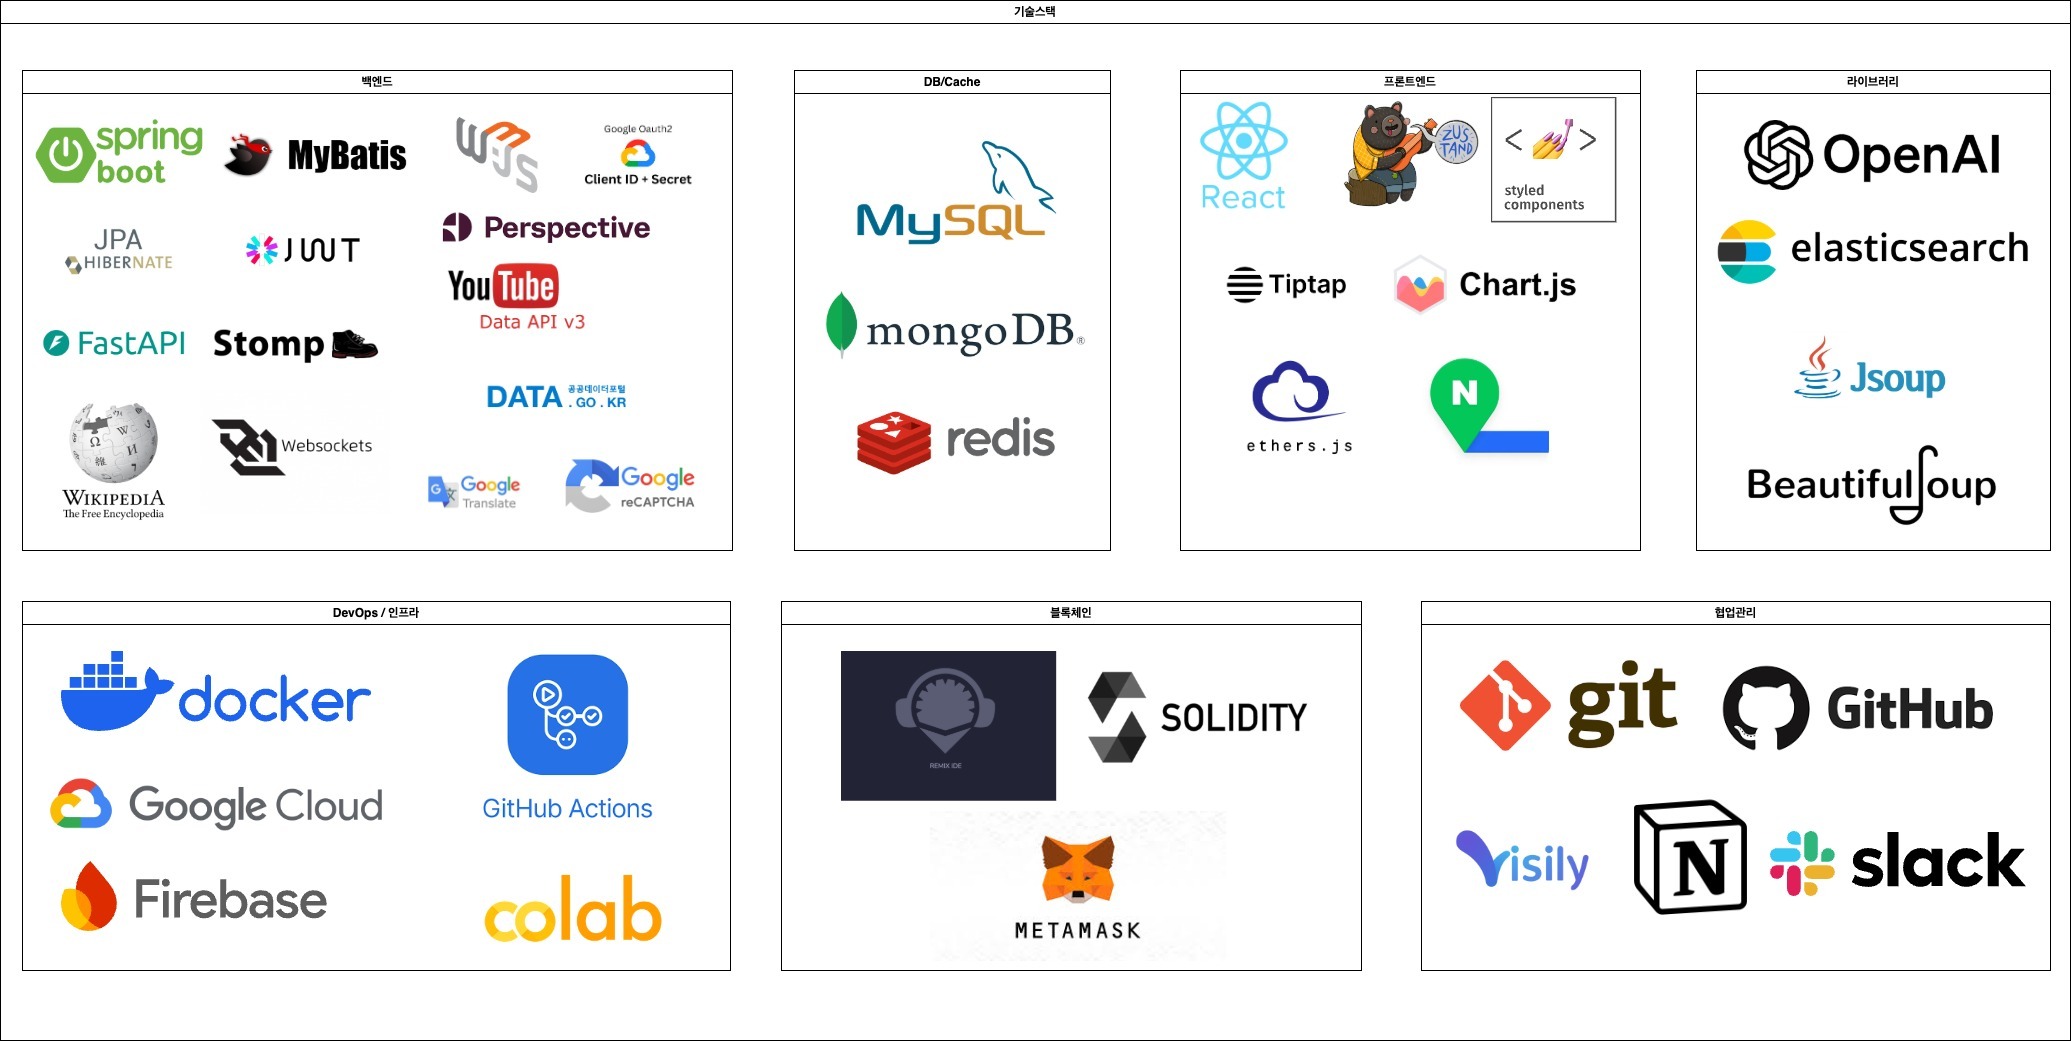 기술스택
백엔드
spring
boot
MyBatis
Google Oauth2
Client ID + Secret
JPA
HIBERNATE
JWT
Perspective
YouTube
Data API v3
FastAPI
Stomp
DATA 공공데이터포털
. GO . KR
WIKIPEDIA
The Free Encyclopedia
Websockets
Google
Translate
Google
reCAPTCHA
DB/Cache
MySQL
mongoDB®
redis
프론트엔드
React
ZUSTAND
< >
styled
components
Tiptap
Chart.js
ethers.js
N
라이브러리
OpenAI
elasticsearch
Jsoup
BeautifulSoup
DevOps / 인프라
docker
GitHub Actions
Google Cloud
Firebase
colab
블록체인
REMIX IDE
SOLIDITY
METAMASK
협업관리
git
GitHub
Visily
N
slack